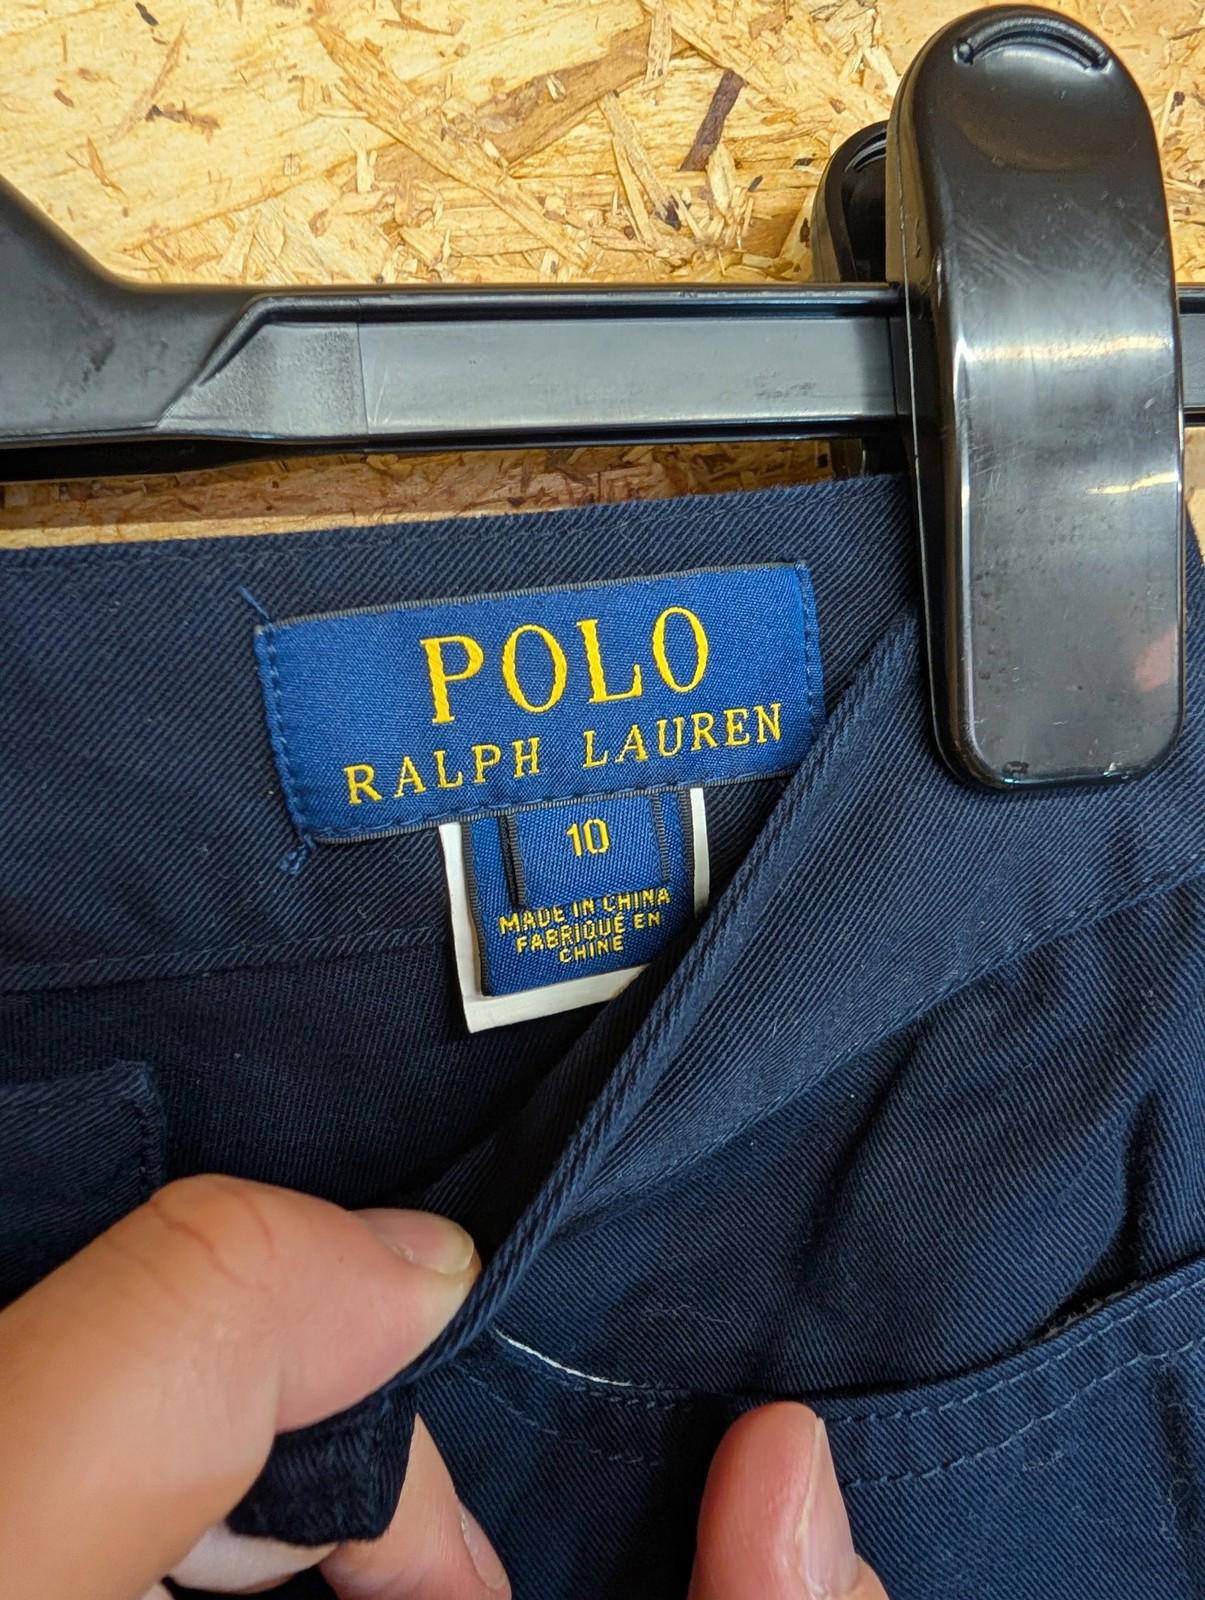 POLO
RALPH LAUREN
10
MADE IN CHINA
FABRIQUÉ EN
CHINE